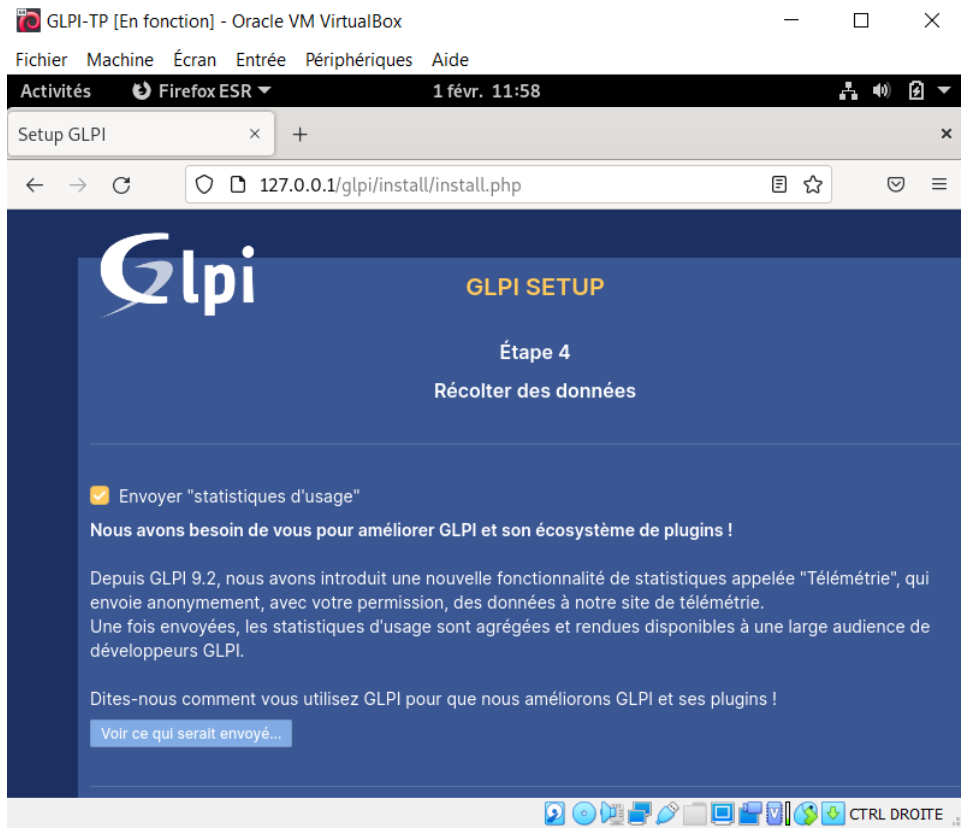 GLPI-TP [En fonction] - Oracle VM VirtualBox
Fichier Machine Écran Entrée Périphériques Aide
Activités Firefox ESR 1 févr. 11:58
Setup GLPI
127.0.0.1/glpi/install/install.php
Glpi
GLPI SETUP
Étape 4
Récolter des données
Envoyer "statistiques d'usage"
Nous avons besoin de vous pour améliorer GLPI et son écosystème de plugins !
Depuis GLPI 9.2, nous avons introduit une nouvelle fonctionnalité de statistiques appelée "Télémétrie", qui
envoie anonymement, avec votre permission, des données à notre site de télémétrie.
Une fois envoyées, les statistiques d'usage sont agrégées et rendues disponibles à une large audience de
développeurs GLPI.
Dites-nous comment vous utilisez GLPI pour que nous améliorons GLPI et ses plugins !
Voir ce qui serait envoyé...
CTRL DROITE